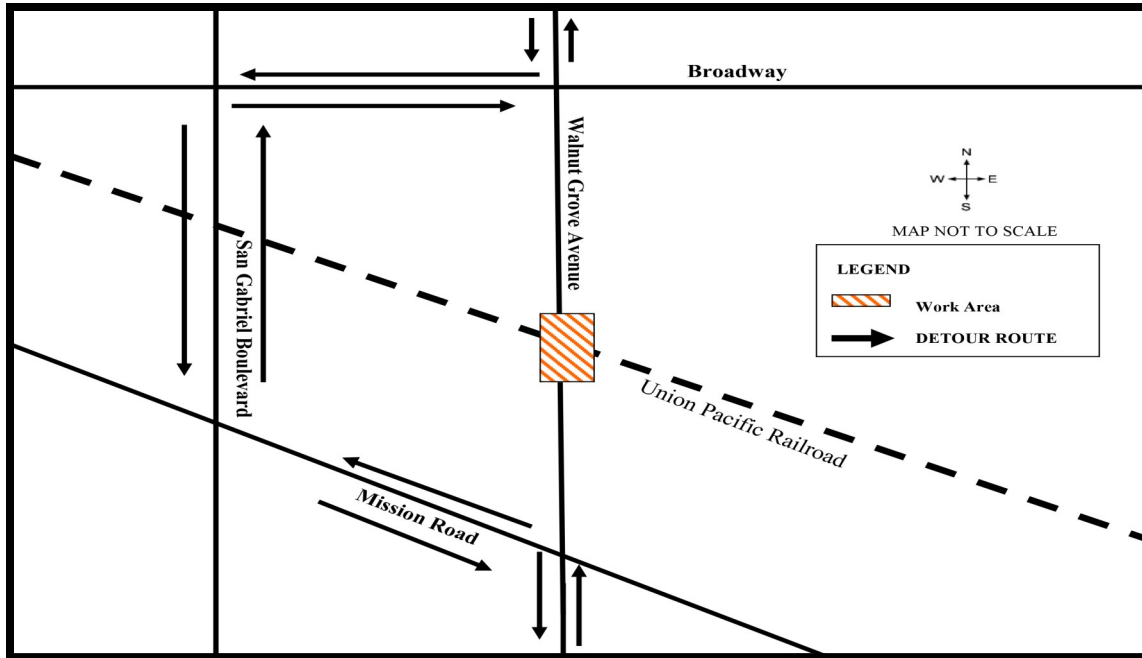 Broadway
Walnut Grove Avenue
N
W E
S
MAP NOT TO SCALE
LEGEND
Work Area
DETOUR ROUTE
San Gabriel Boulevard
Union Pacific Railroad
Mission Road